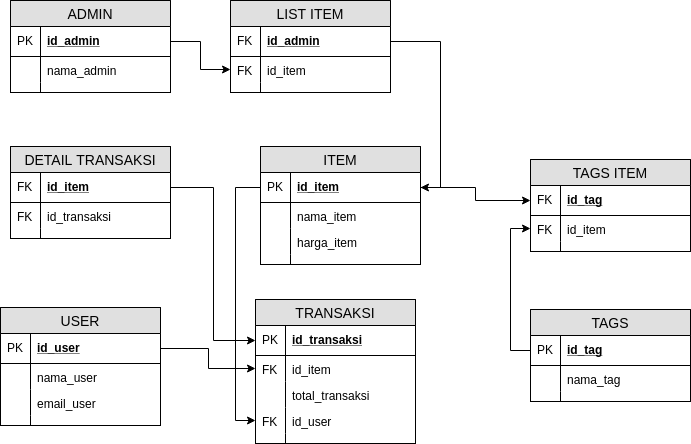 ADMIN
PK id_admin
nama_admin
LIST ITEM
FK id_admin
FK id_item
DETAIL TRANSAKSI
FK id_item
FK id_transaksi
ITEM
PK id_item
nama_item
harga_item
TAGS ITEM
FK id_tag
FK id_item
USER
PK id_user
nama_user
email_user
TRANSAKSI
PK id_transaksi
FK id_item
total_transaksi
FK id_user
TAGS
PK id_tag
nama_tag